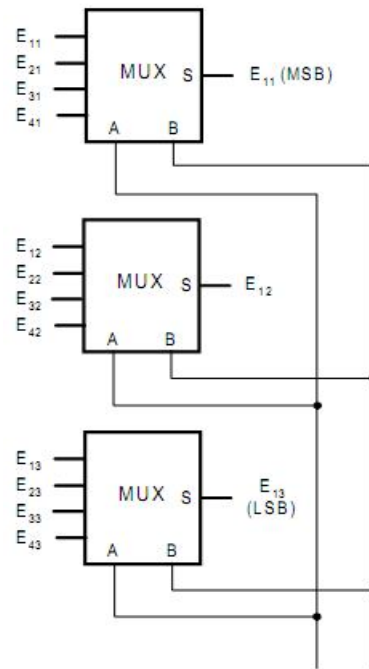 E11
E21
E31
E41
MUX S
A B
E11 (MSB)
E12
E22
E32
E42
MUX S
A B
E12
E13
E23
E33
E43
MUX S
A B
E13
(LSB)